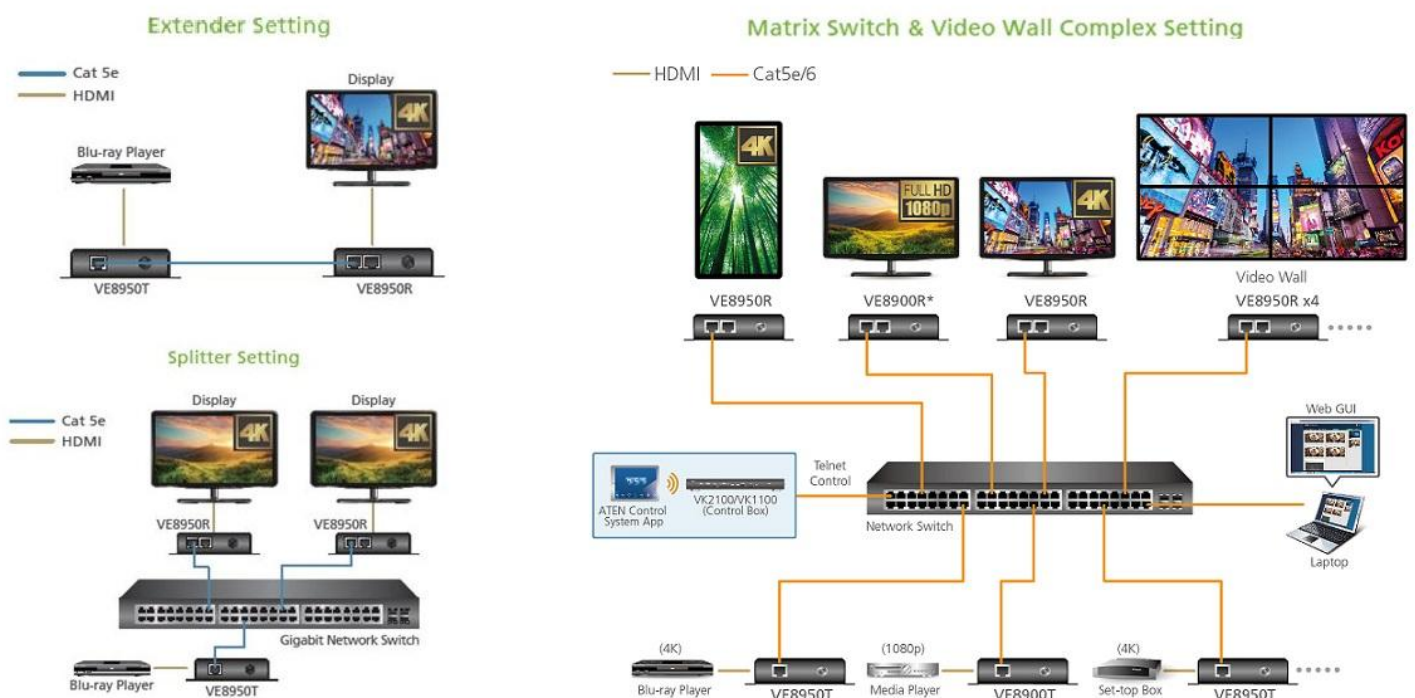 Extender Setting
Cat 5e
HDMI
Display
4K
Blu-ray Player
VE8950T
VE8950R
Splitter Setting
Cat 5e
HDMI
Display
Display
4K
4K
VE8950R
VE8950R
Gigabit Network Switch
Blu-ray Player
VE8950T
Matrix Switch & Video Wall Complex Setting
HDMI
Cat5e/6
4K
FULL HD
1080p
4K
Video Wall
VE8950R
VE8900R*
VE8950R
VE8950R x4
Web GUI
Telnet
Control
ATEN Control
System App
VK2100/VK1100
(Control Box)
Network Switch
Laptop
(4K)
(1080p)
(4K)
Blu-ray Player
VE8950T
Media Player
VE8900T
Set-top Box
VE8950T